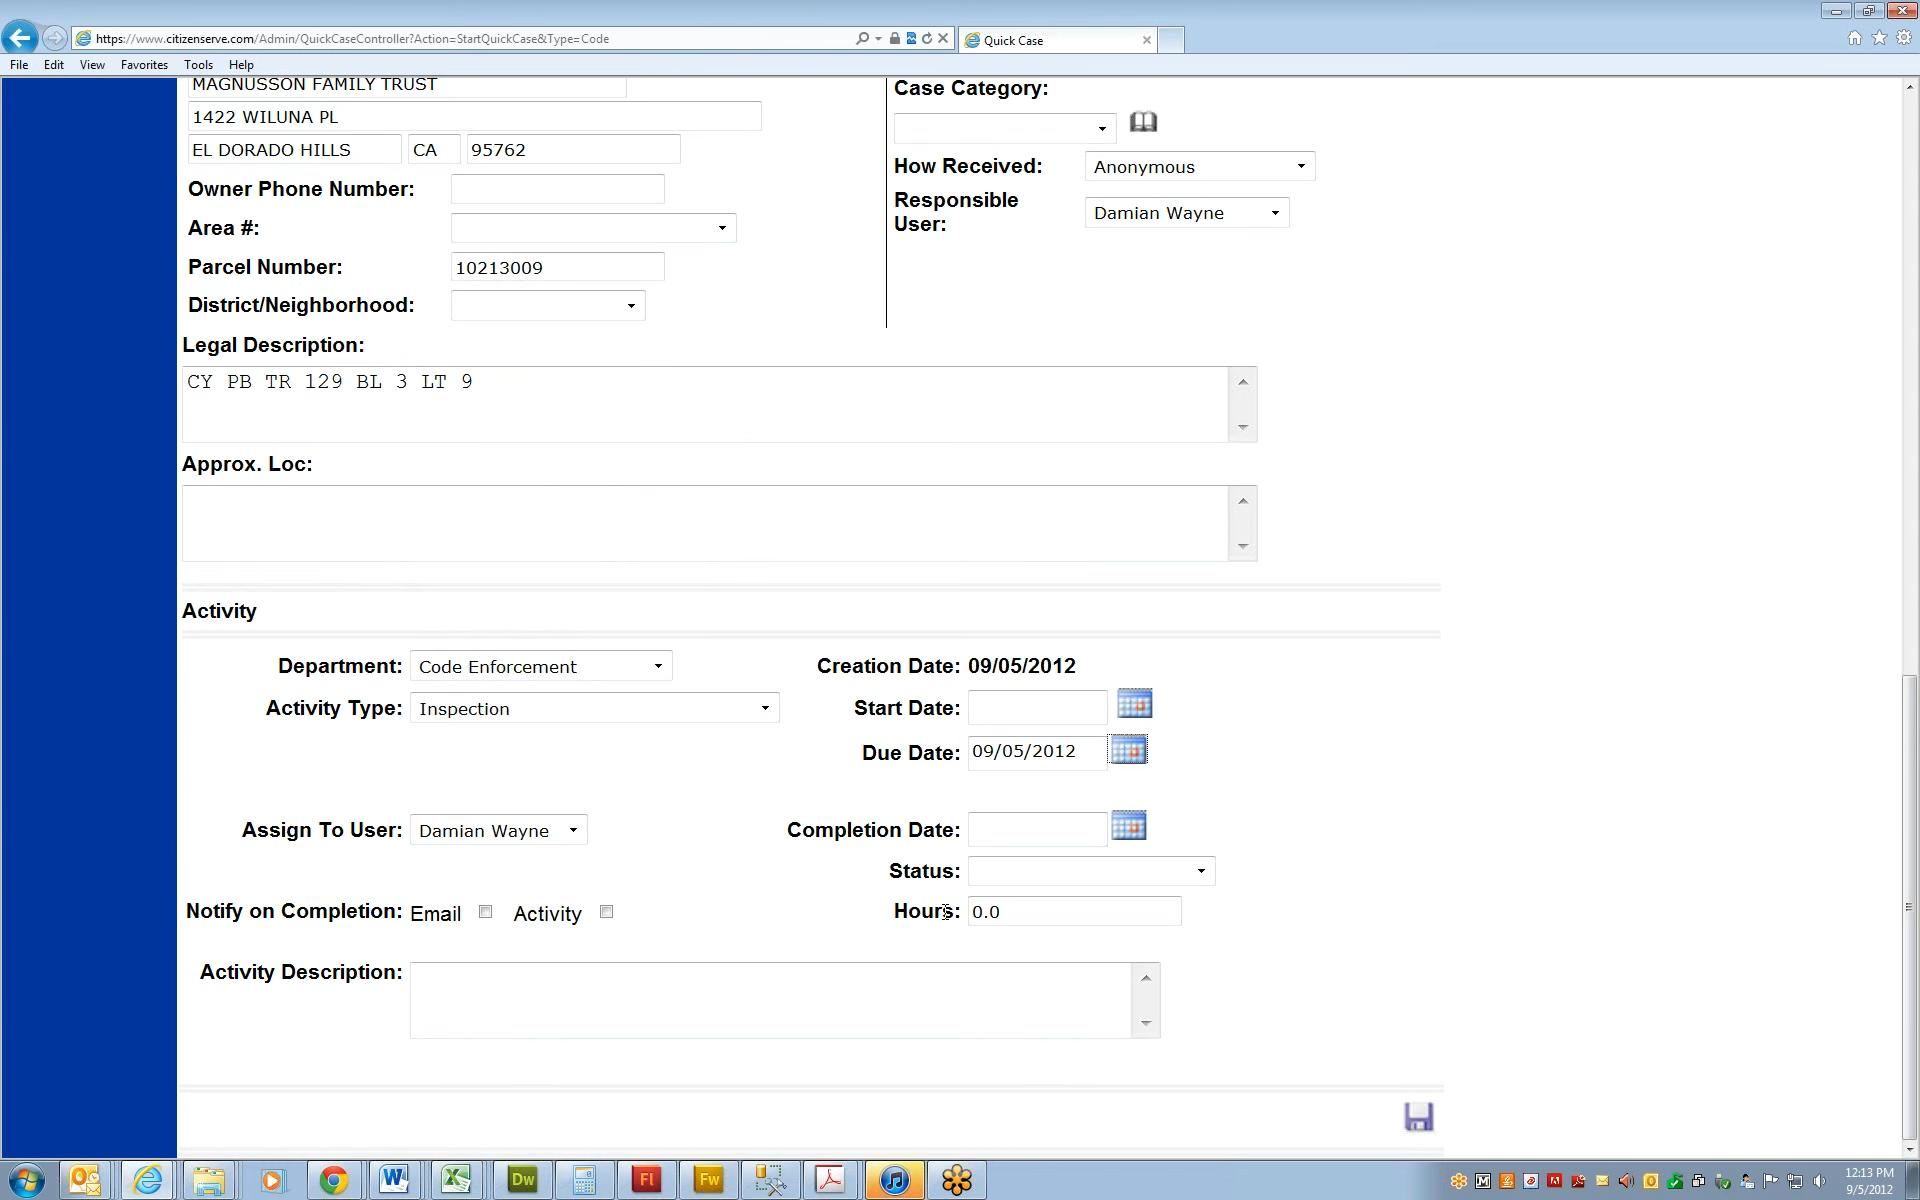 https://www.citizenserve.com/Admin/QuickCaseController?Action=StartQuickCase&Type=Code
Quick Case
File Edit View Favorites Tools Help
MAGNUSSON FAMILY TRUST
1422 WILUNA PL
EL DORADO HILLS CA 95762
Owner Phone Number:
Area #:
Parcel Number: 10213009
District/Neighborhood:
Case Category:
How Received: Anonymous
Responsible
User: Damian Wayne
Legal Description:
CY PB TR 129 BL 3 LT 9
Approx. Loc:
Activity
Department: Code Enforcement Creation Date: 09/05/2012
Activity Type: Inspection Start Date:
Due Date: 09/05/2012
Assign To User: Damian Wayne Completion Date:
Status:
Notify on Completion: Email Activity Hours: 0.0
Activity Description:
Dw Fl Fw
12:13 PM
9/5/2012